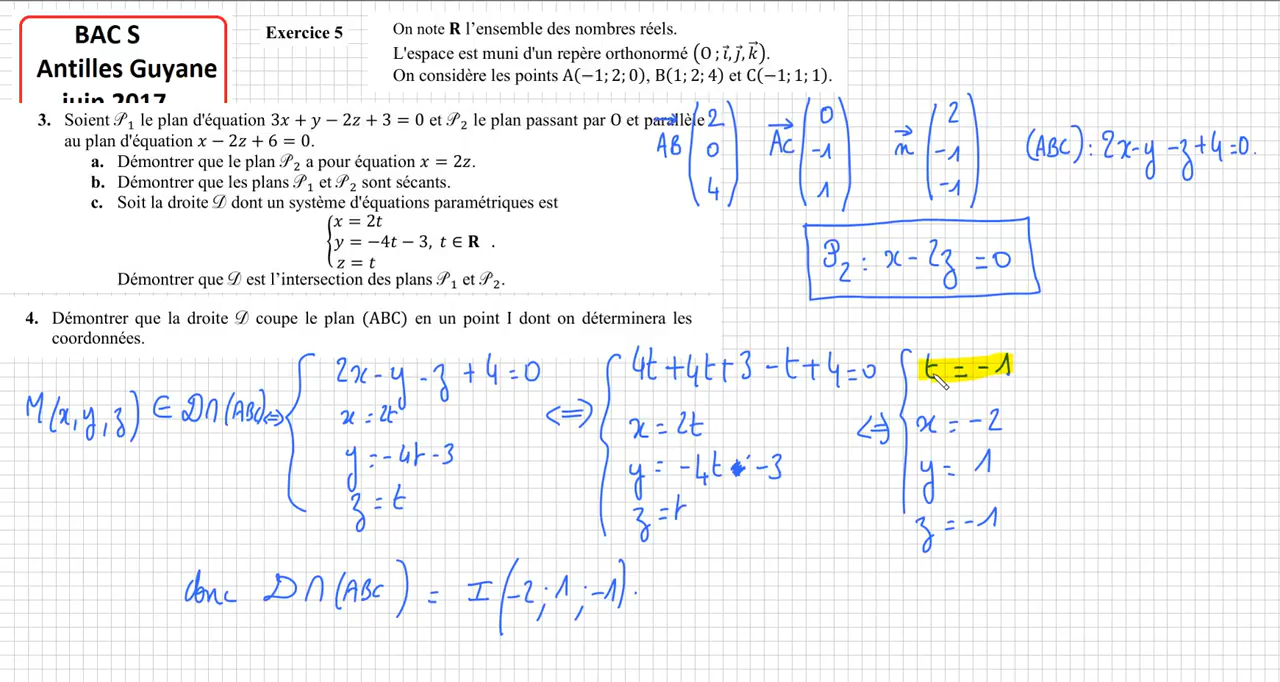 BAC S
Antilles Guyane
juin 2017
Exercice 5
On note R l'ensemble des nombres réels.
L'espace est muni d'un repère orthonormé (O ; i⃗, j⃗, k⃗).
On considère les points A(−1; 2; 0), B(1; 2; 4) et C(−1; 1; 1).
3. Soient 𝒫₁ le plan d'équation 3x + y − 2z + 3 = 0 et 𝒫₂ le plan passant par O et parallèle
au plan d'équation x − 2z + 6 = 0.
a. Démontrer que le plan 𝒫₂ a pour équation x = 2z.
b. Démontrer que les plans 𝒫₁ et 𝒫₂ sont sécants.
c. Soit la droite 𝒟 dont un système d'équations paramétriques est
x = 2t
y = −4t − 3, t ∈ R .
z = t
Démontrer que 𝒟 est l'intersection des plans 𝒫₁ et 𝒫₂.
AB (2 0 4) AC (0 -1 1) n (2 -1 -1) (ABC) : 2x-y-z+4=0.
P₂ : x - 2z = 0
4. Démontrer que la droite 𝒟 coupe le plan (ABC) en un point I dont on déterminera les
coordonnées.
M(x,y,z) ∈ D∩(ABC) <=>
2x - y - z + 4 = 0
x = 2t
y = -4t - 3
z = t
<=>
4t + 4t + 3 - t + 4 = 0
x = 2t
y = -4t - 3
z = t
<=>
t = -1
x = -2
y = 1
z = -1
donc D∩(ABC) = I(-2 ; 1 ; -1).